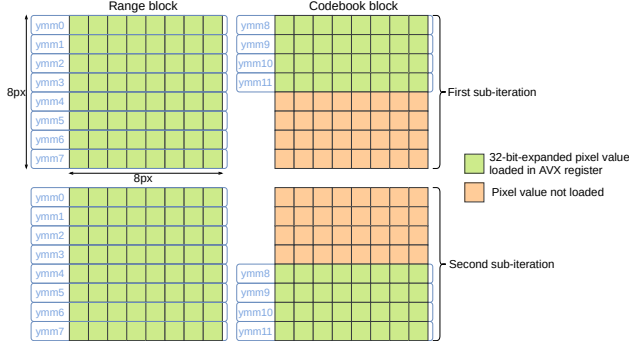 Range block
Codebook block
ymm0
ymm1
ymm2
ymm3
ymm4
ymm5
ymm6
ymm7
8px
8px
ymm8
ymm9
ymm10
ymm11
First sub-iteration
32-bit-expanded pixel value
loaded in AVX register
Pixel value not loaded
ymm0
ymm1
ymm2
ymm3
ymm4
ymm5
ymm6
ymm7
ymm8
ymm9
ymm10
ymm11
Second sub-iteration